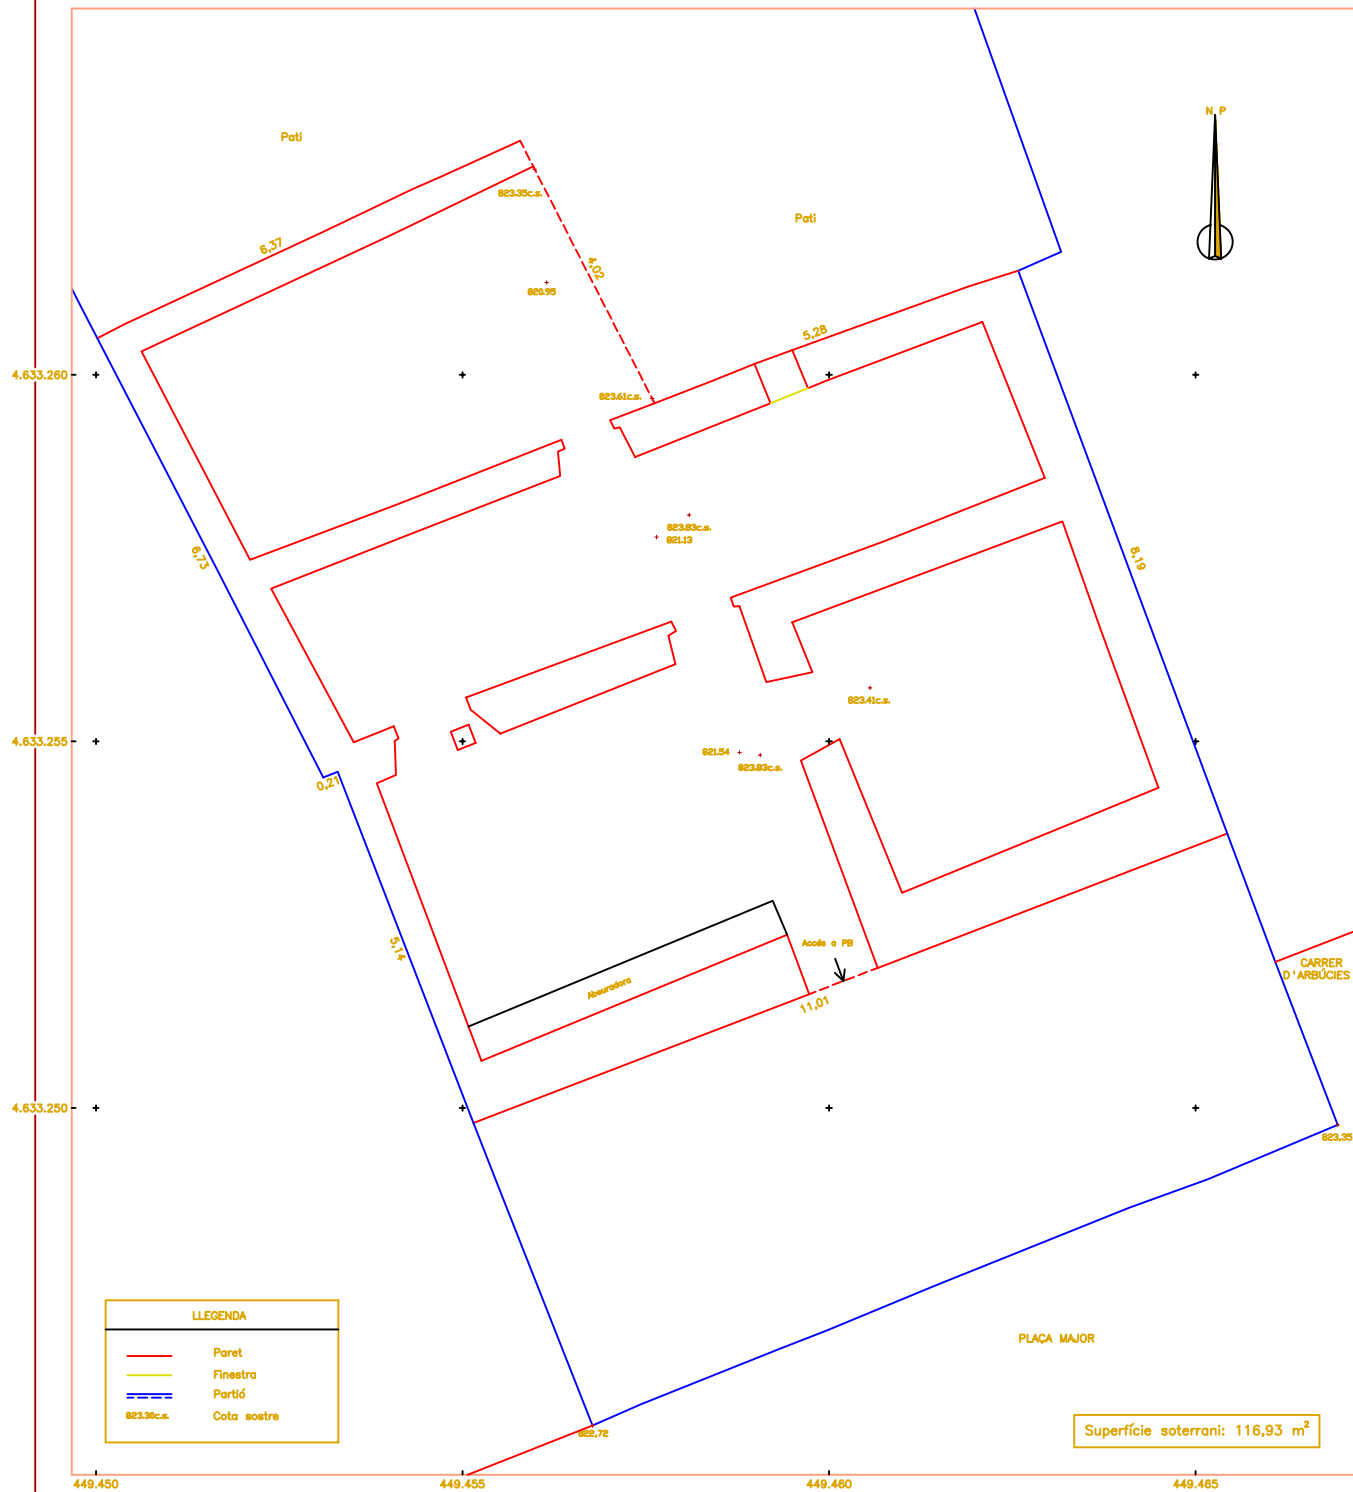 N P
Pati
823.35c.s.
Pati
6,37
4,02
820.95
5,28
4.633.260
823.61c.s.
823.83c.s.
821.13
6,73
8,19
823.41c.s.
4.633.255
821.54
823.83c.s.
0,21
5,14
Accés a PB
CARRER
D'ARBÚCIES
Abeuradora
11,01
4.633.250
823,35
LLEGENDA
Paret
Finestra
Partió
823.36c.s. Cota sostre
PLAÇA MAJOR
822,72
Superfície soterrani: 116,93 m²
449.450
449.455
449.460
449.465